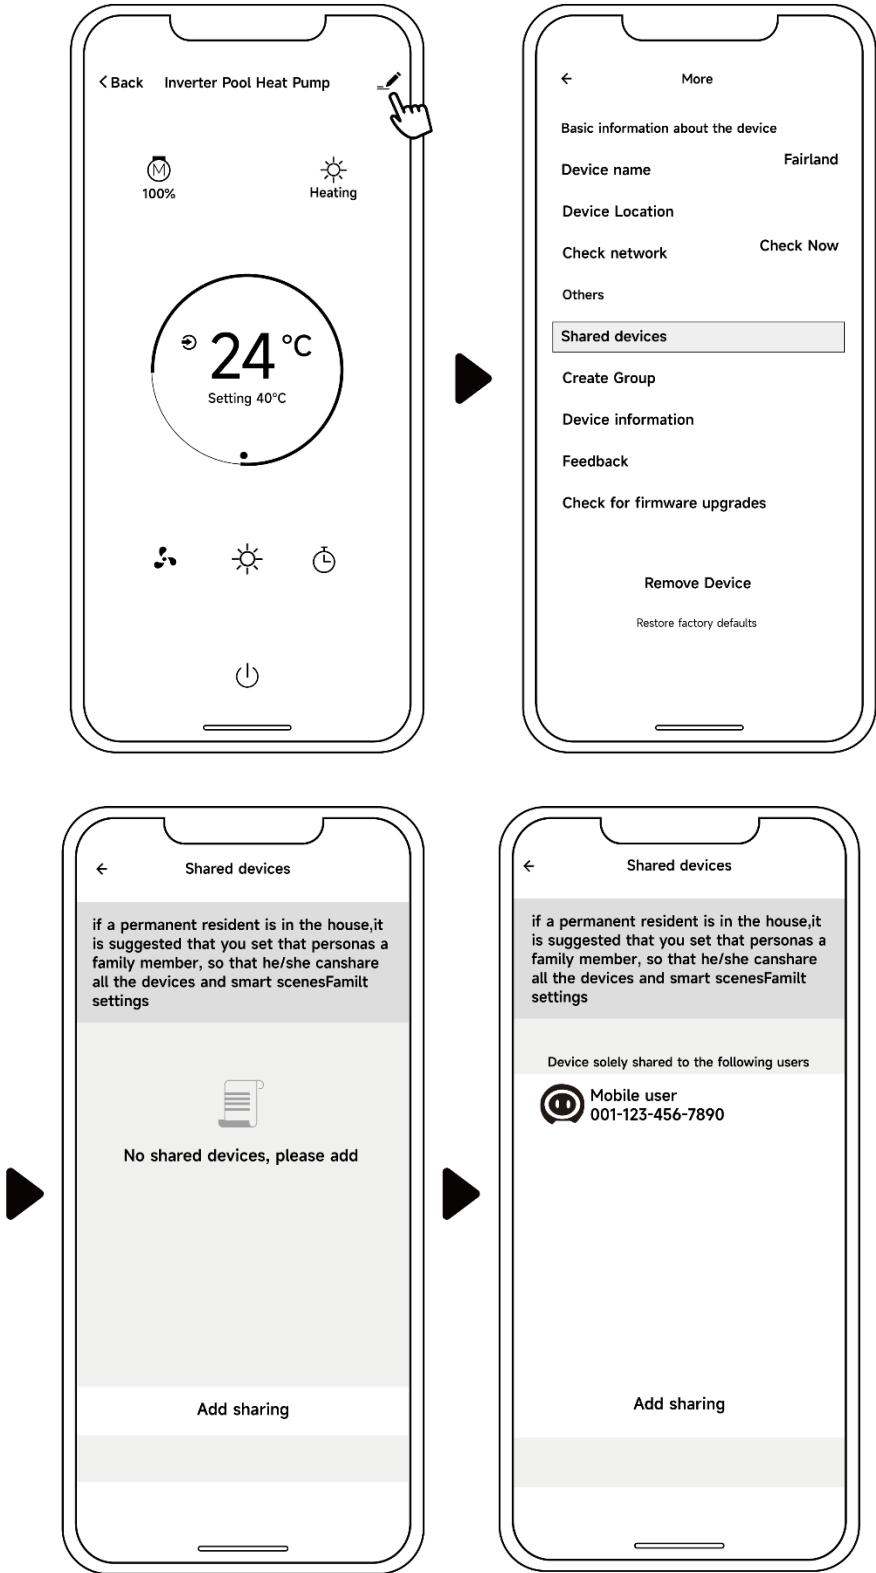 < Back Inverter Pool Heat Pump
M
100%
Heating
24 °C
Setting 40°C
More
Basic information about the device
Device name Fairland
Device Location
Check network Check Now
Others
Shared devices
Create Group
Device information
Feedback
Check for firmware upgrades
Remove Device
Restore factory defaults
Shared devices
if a permanent resident is in the house,it
is suggested that you set that personas a
family member, so that he/she canshare
all the devices and smart scenesFamilt
settings
No shared devices, please add
Add sharing
Shared devices
if a permanent resident is in the house,it
is suggested that you set that personas a
family member, so that he/she canshare
all the devices and smart scenesFamilt
settings
Device solely shared to the following users
Mobile user
001-123-456-7890
Add sharing